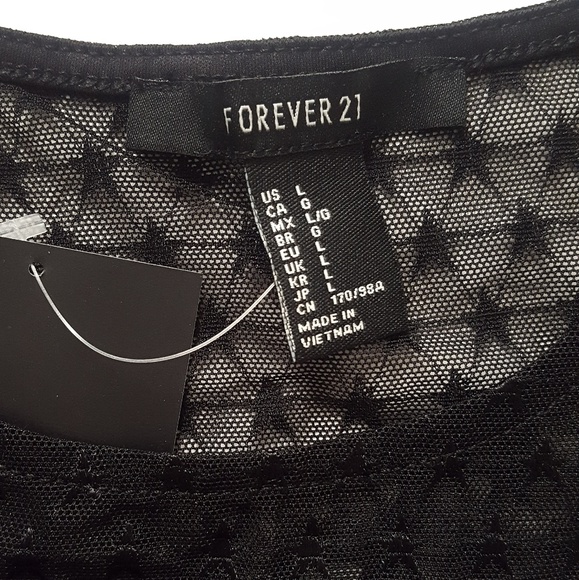 FOREVER 21
US L
CA G
MX L/G
BR G
EU L
UK L
KR L
JP L
CN 170/98A
MADE IN
VIETNAM